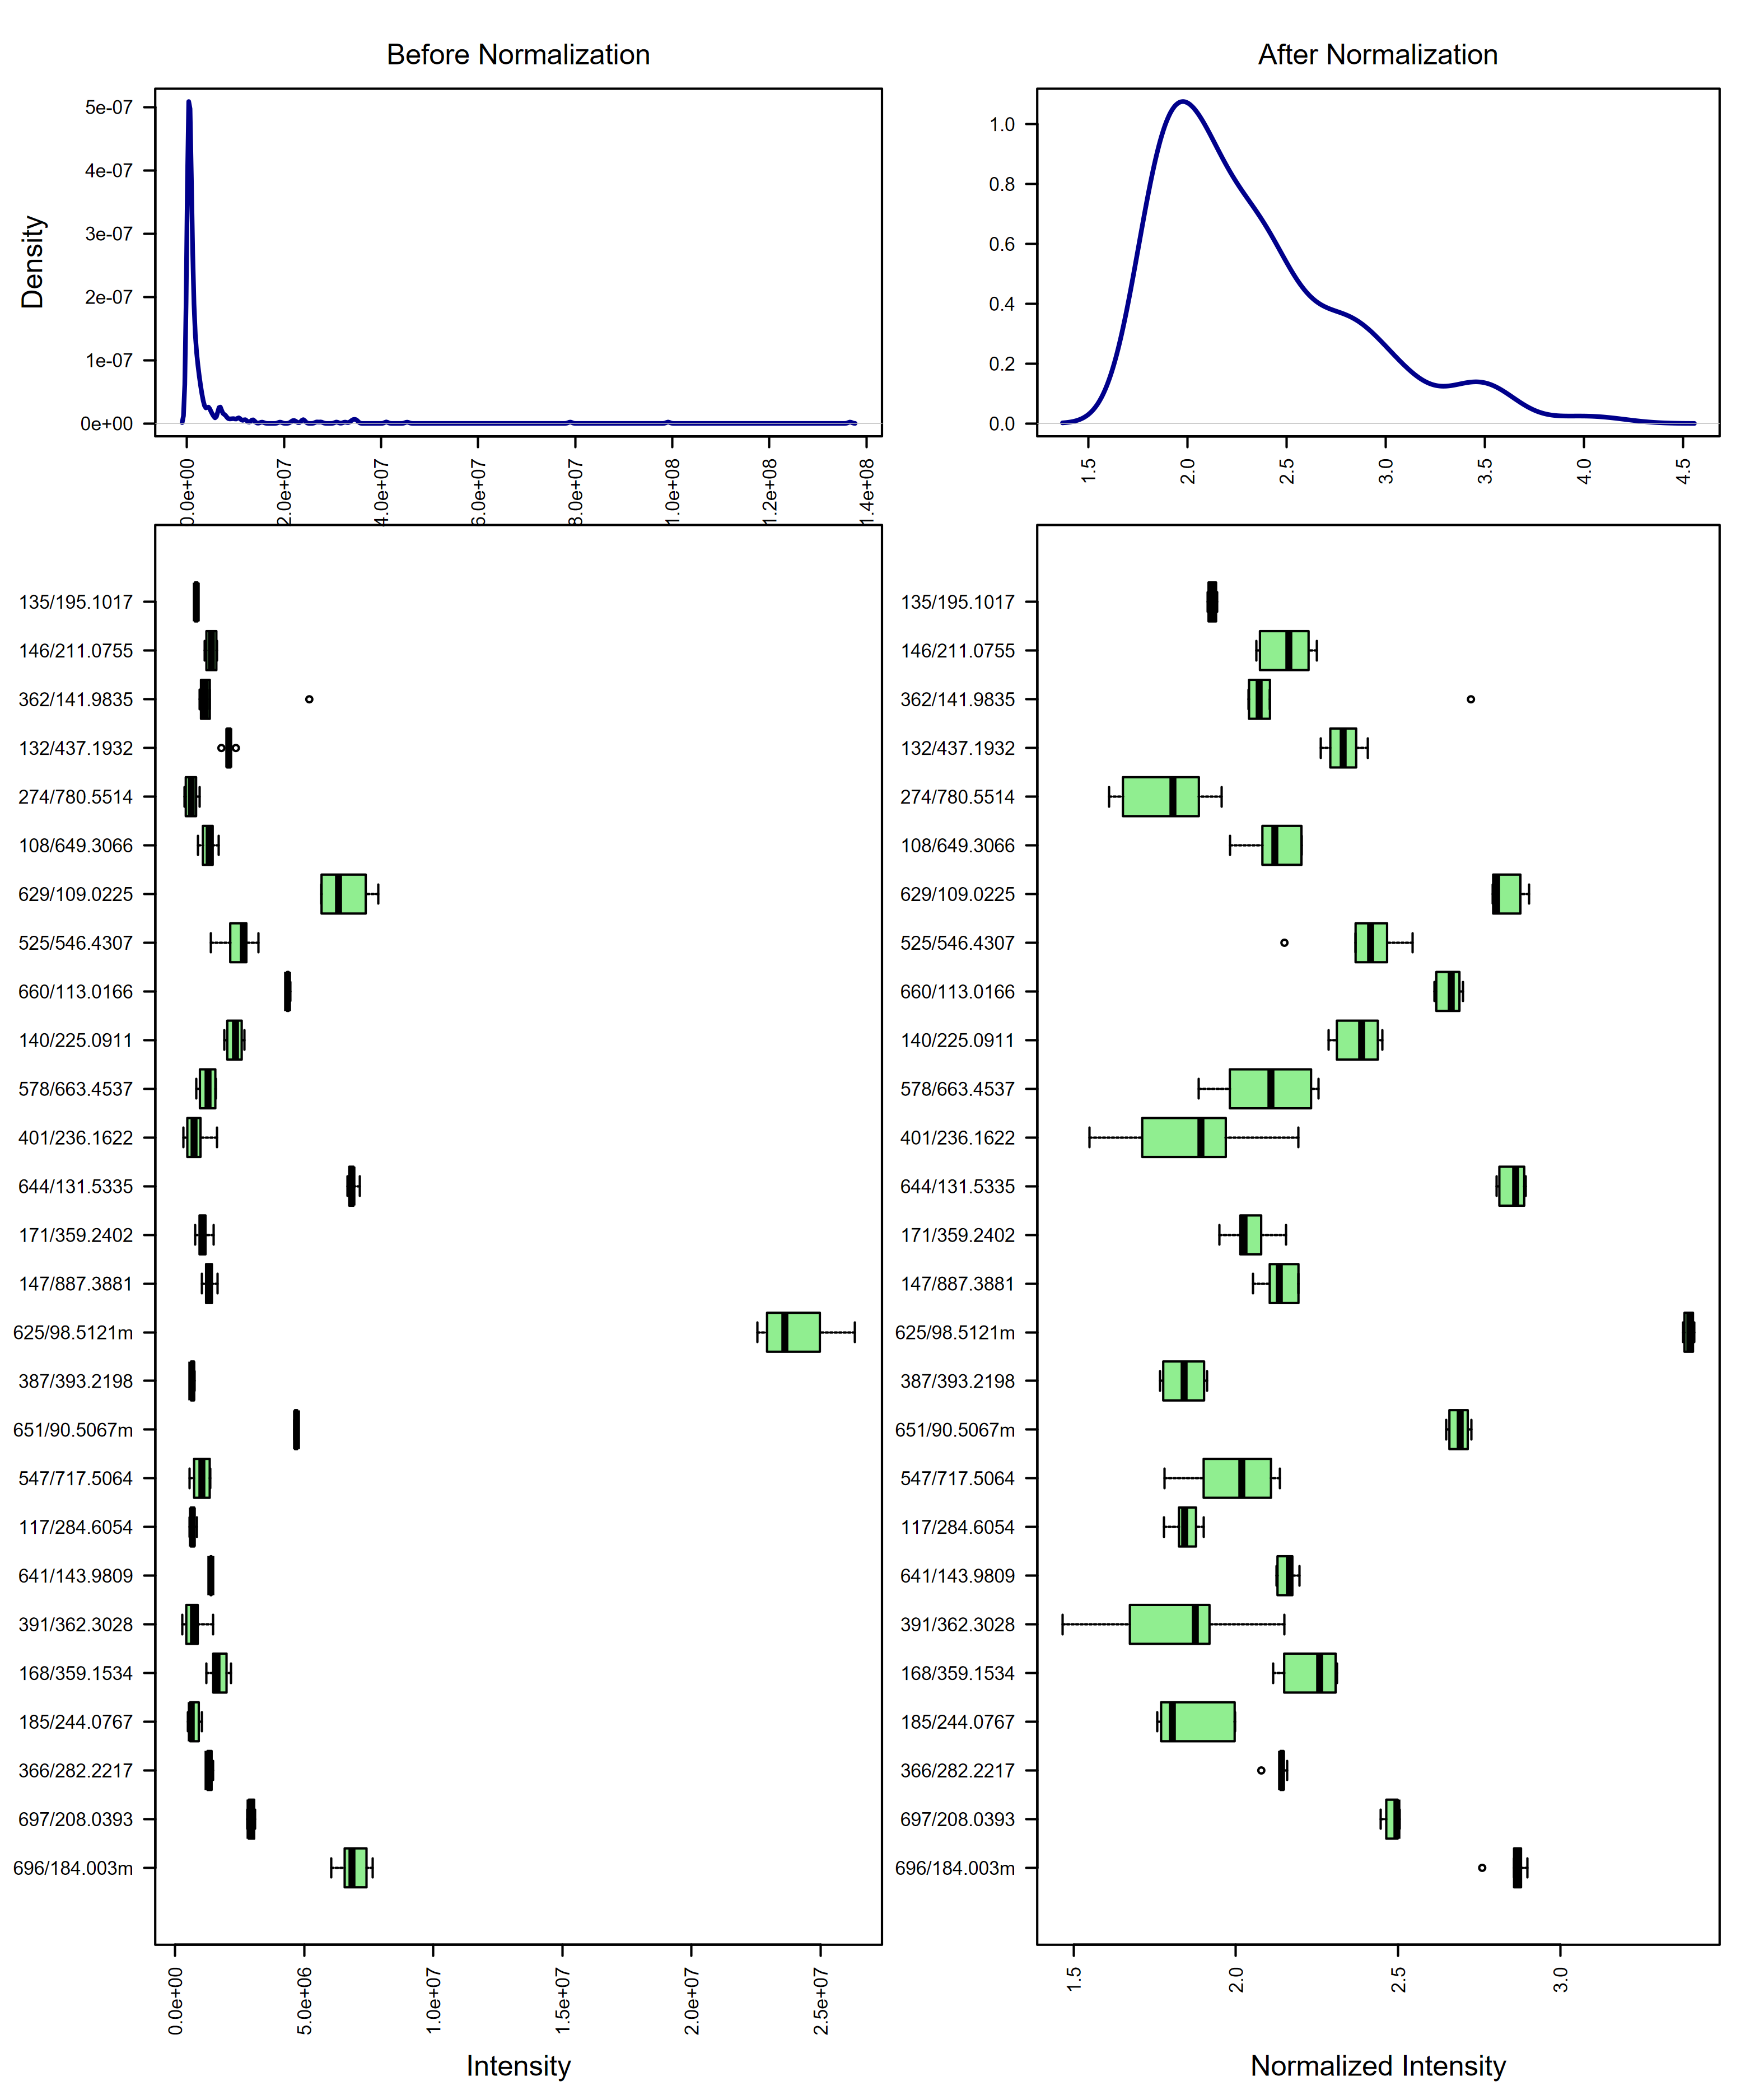 Before Normalization
After Normalization
Density
5e-07
4e-07
3e-07
2e-07
1e-07
0e+00
0.0e+00
2.0e+07
4.0e+07
6.0e+07
8.0e+07
1.0e+08
1.2e+08
1.4e+08
1.0
0.8
0.6
0.4
0.2
0.0
1.5
2.0
2.5
3.0
3.5
4.0
4.5
135/195.1017
146/211.0755
362/141.9835
132/437.1932
274/780.5514
108/649.3066
629/109.0225
525/546.4307
660/113.0166
140/225.0911
578/663.4537
401/236.1622
644/131.5335
171/359.2402
147/887.3881
625/98.5121m
387/393.2198
651/90.5067m
547/717.5064
117/284.6054
641/143.9809
391/362.3028
168/359.1534
185/244.0767
366/282.2217
697/208.0393
696/184.003m
0.0e+00
5.0e+06
1.0e+07
1.5e+07
2.0e+07
2.5e+07
Intensity
135/195.1017
146/211.0755
362/141.9835
132/437.1932
274/780.5514
108/649.3066
629/109.0225
525/546.4307
660/113.0166
140/225.0911
578/663.4537
401/236.1622
644/131.5335
171/359.2402
147/887.3881
625/98.5121m
387/393.2198
651/90.5067m
547/717.5064
117/284.6054
641/143.9809
391/362.3028
168/359.1534
185/244.0767
366/282.2217
697/208.0393
696/184.003m
1.5
2.0
2.5
3.0
Normalized Intensity